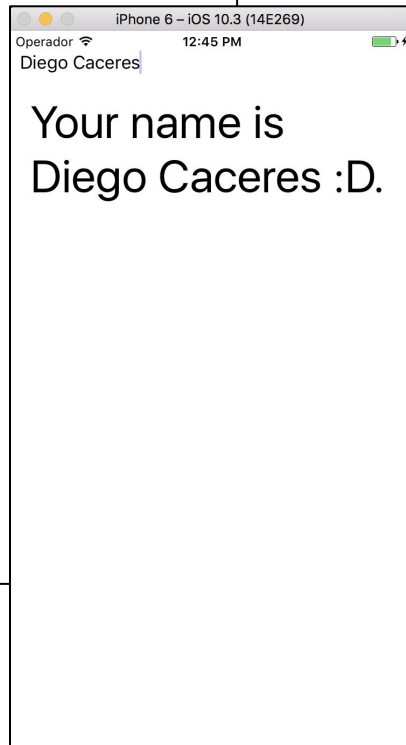 iPhone 6 – iOS 10.3 (14E269)
Operador 12:45 PM
Diego Caceres
Your name is
Diego Caceres :D.